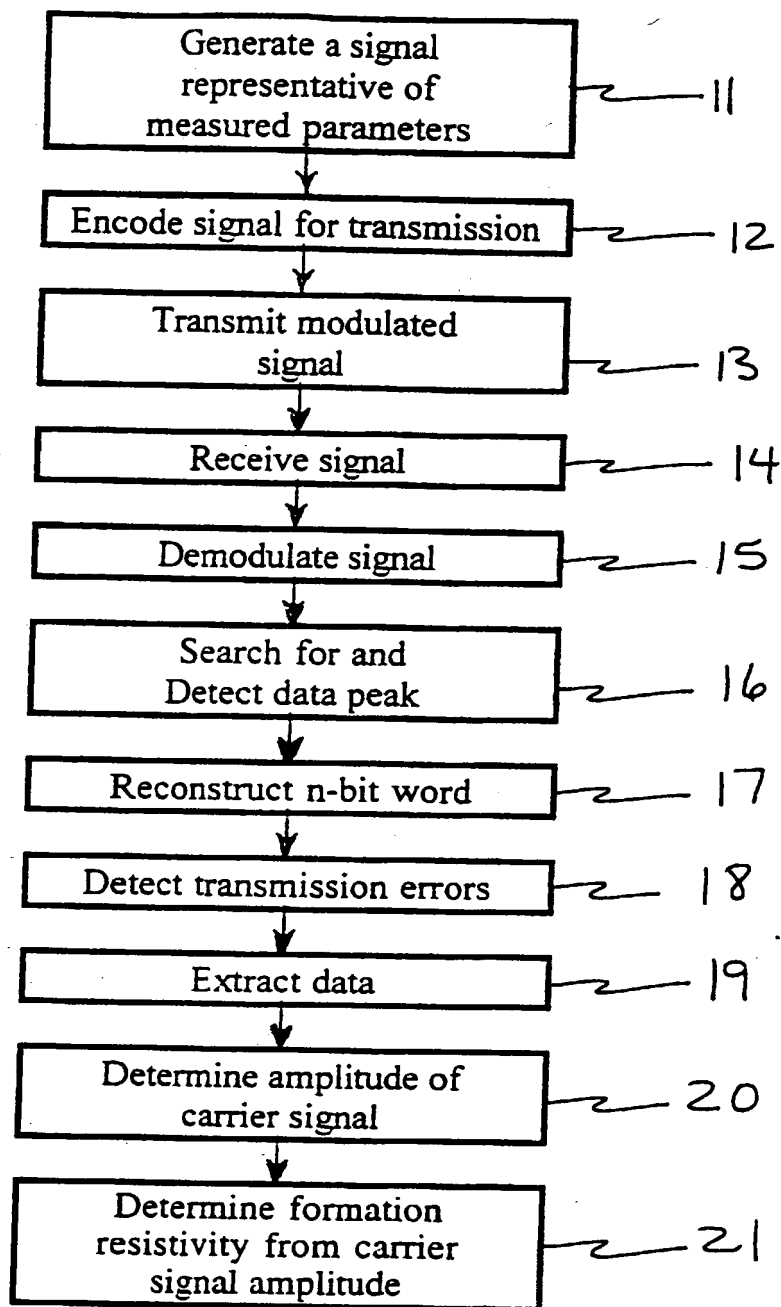 Generate a signal
representative of
measured parameters
11
Encode signal for transmission
12
Transmit modulated
signal
13
Receive signal
14
Demodulate signal
15
Search for and
Detect data peak
16
Reconstruct n-bit word
17
Detect transmission errors
18
Extract data
19
Determine amplitude of
carrier signal
20
Determine formation
resistivity from carrier
signal amplitude
21